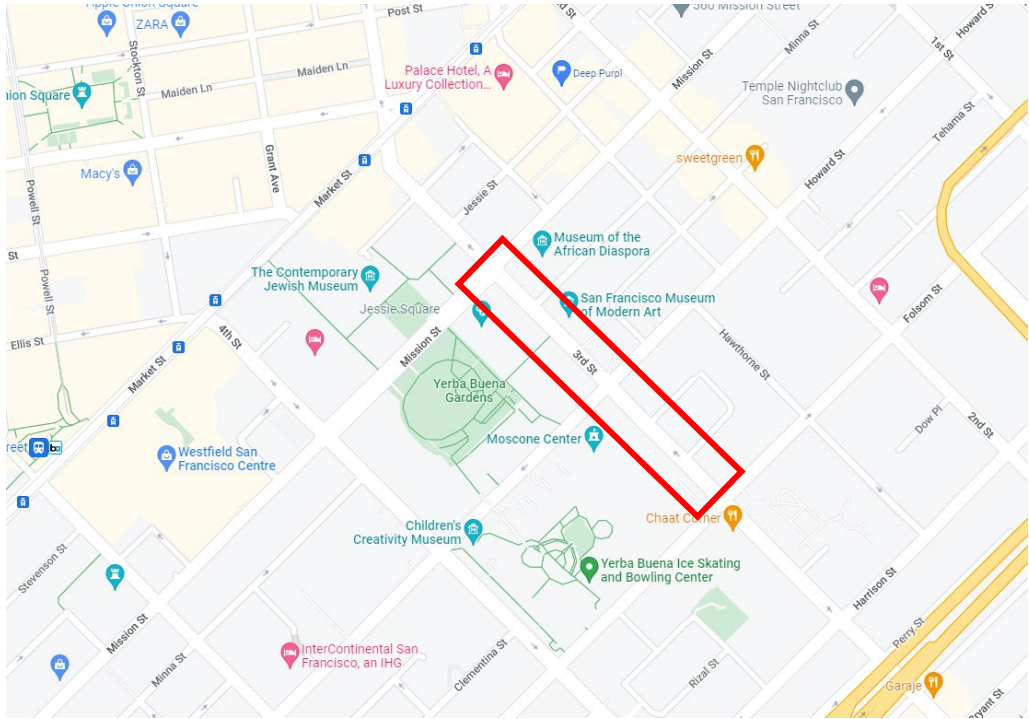 Apple Union Square
ZARA
Post St
560 Mission Street
Howard St
Stockton St
Maiden Ln
Maiden Ln
Palace Hotel, A
Luxury Collection...
Deep Purpl
Mission St
Minna St
1st St
Temple Nightclub
San Francisco
Union Square
Tehama St
Macy's
Grant Ave
Market St
Jessie St
sweetgreen
Howard St
Powell St
St
Museum of the
African Diaspora
The Contemporary
Jewish Museum
Jessie Square
San Francisco Museum
of Modern Art
Powell St
Folsom St
Ellis St
4th St
Mission St
3rd St
Hawthorne St
Market St
Yerba Buena
Gardens
Dow Pl
2nd St
Moscone Center
reet
ba
Westfield San
Francisco Centre
Chaat Corner
Children's
Creativity Museum
Yerba Buena Ice Skating
and Bowling Center
Stevenson St
Harrison St
Mission St
Perry St
InterContinental San
Francisco, an IHG
Minna St
Clementina St
Rizal St
Garaje
Bryant St